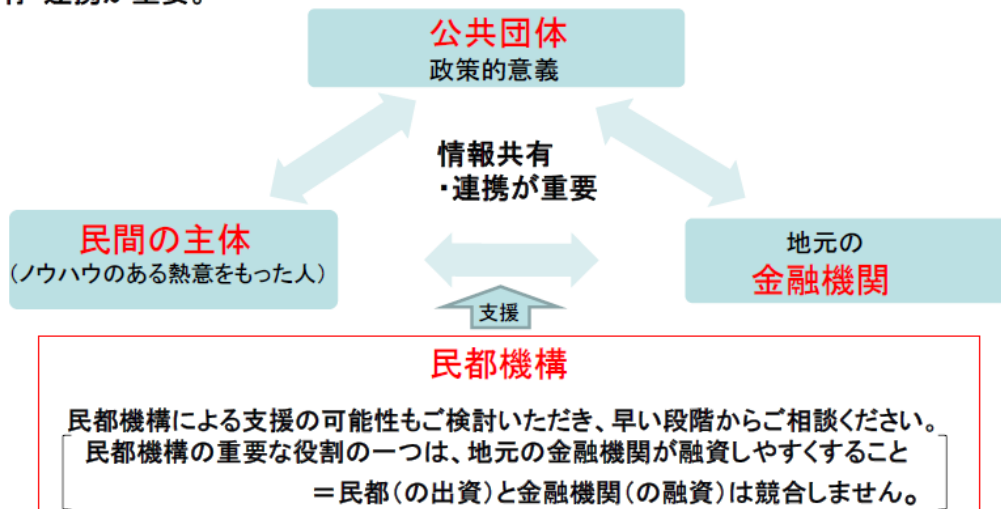 有・連携が重要。
公共団体
政策的意義
情報共有
・連携が重要
民間の主体
(ノウハウのある熱意をもった人)
地元の
金融機関
支援
民都機構
民都機構による支援の可能性もご検討いただき、早い段階からご相談ください。
民都機構の重要な役割の一つは、地元の金融機関が融資しやすくすること
＝民都(の出資)と金融機関(の融資)は競合しません。